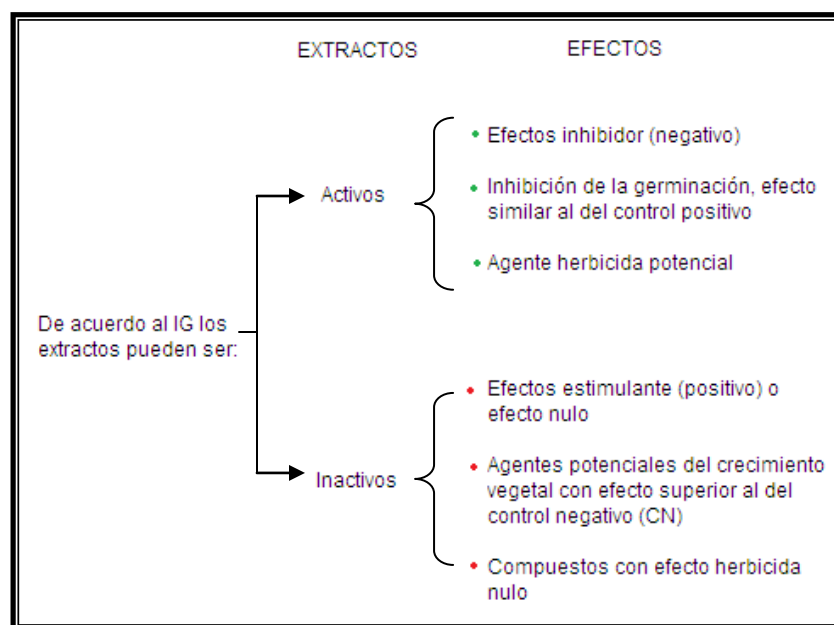 EXTRACTOS EFECTOS
De acuerdo al IG los
extractos pueden ser:
Activos
• Efectos inhibidor (negativo)
• Inhibición de la germinación, efecto
similar al del control positivo
• Agente herbicida potencial
Inactivos
• Efectos estimulante (positivo) o
efecto nulo
• Agentes potenciales del crecimiento
vegetal con efecto superior al del
control negativo (CN)
• Compuestos con efecto herbicida
nulo